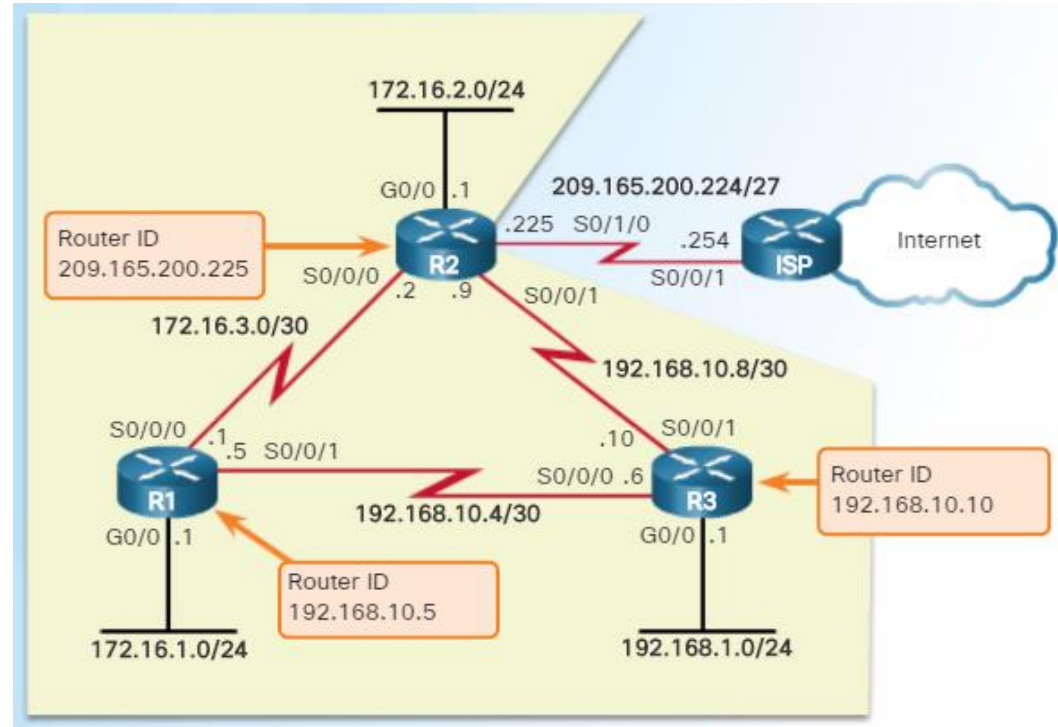 172.16.2.0/24
G0/0 .1
209.165.200.224/27
Router ID
209.165.200.225
R2
.225 S0/1/0
.254
S0/0/1
ISP
Internet
S0/0/0
.2 .9
S0/0/1
172.16.3.0/30
192.168.10.8/30
S0/0/0
.1
.5 S0/0/1
R1
.10 S0/0/1
S0/0/0 .6
R3
192.168.10.4/30
Router ID
192.168.10.10
G0/0 .1
G0/0 .1
Router ID
192.168.10.5
172.16.1.0/24
192.168.1.0/24